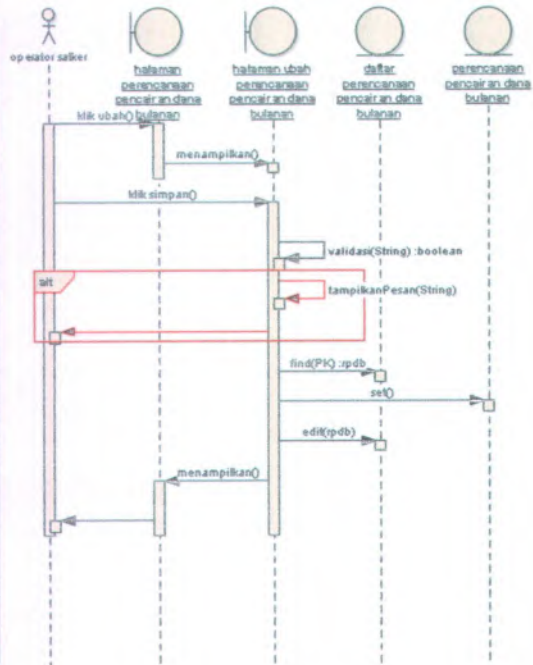 operator satker
halaman
perencanaan
pencairan dana
bulanan
halaman ubah
perencanaan
pencairan dana
bulanan
daftar
perencanaan
pencairan dana
bulanan
perencanaan
pencairan dana
bulanan
klik ubah()
menampilkan()
klik simpan()
validasi(String) :boolean
alt
tampilkanPesan(String)
find(PK) :rpdb
set()
edit(rpdb)
menampilkan()